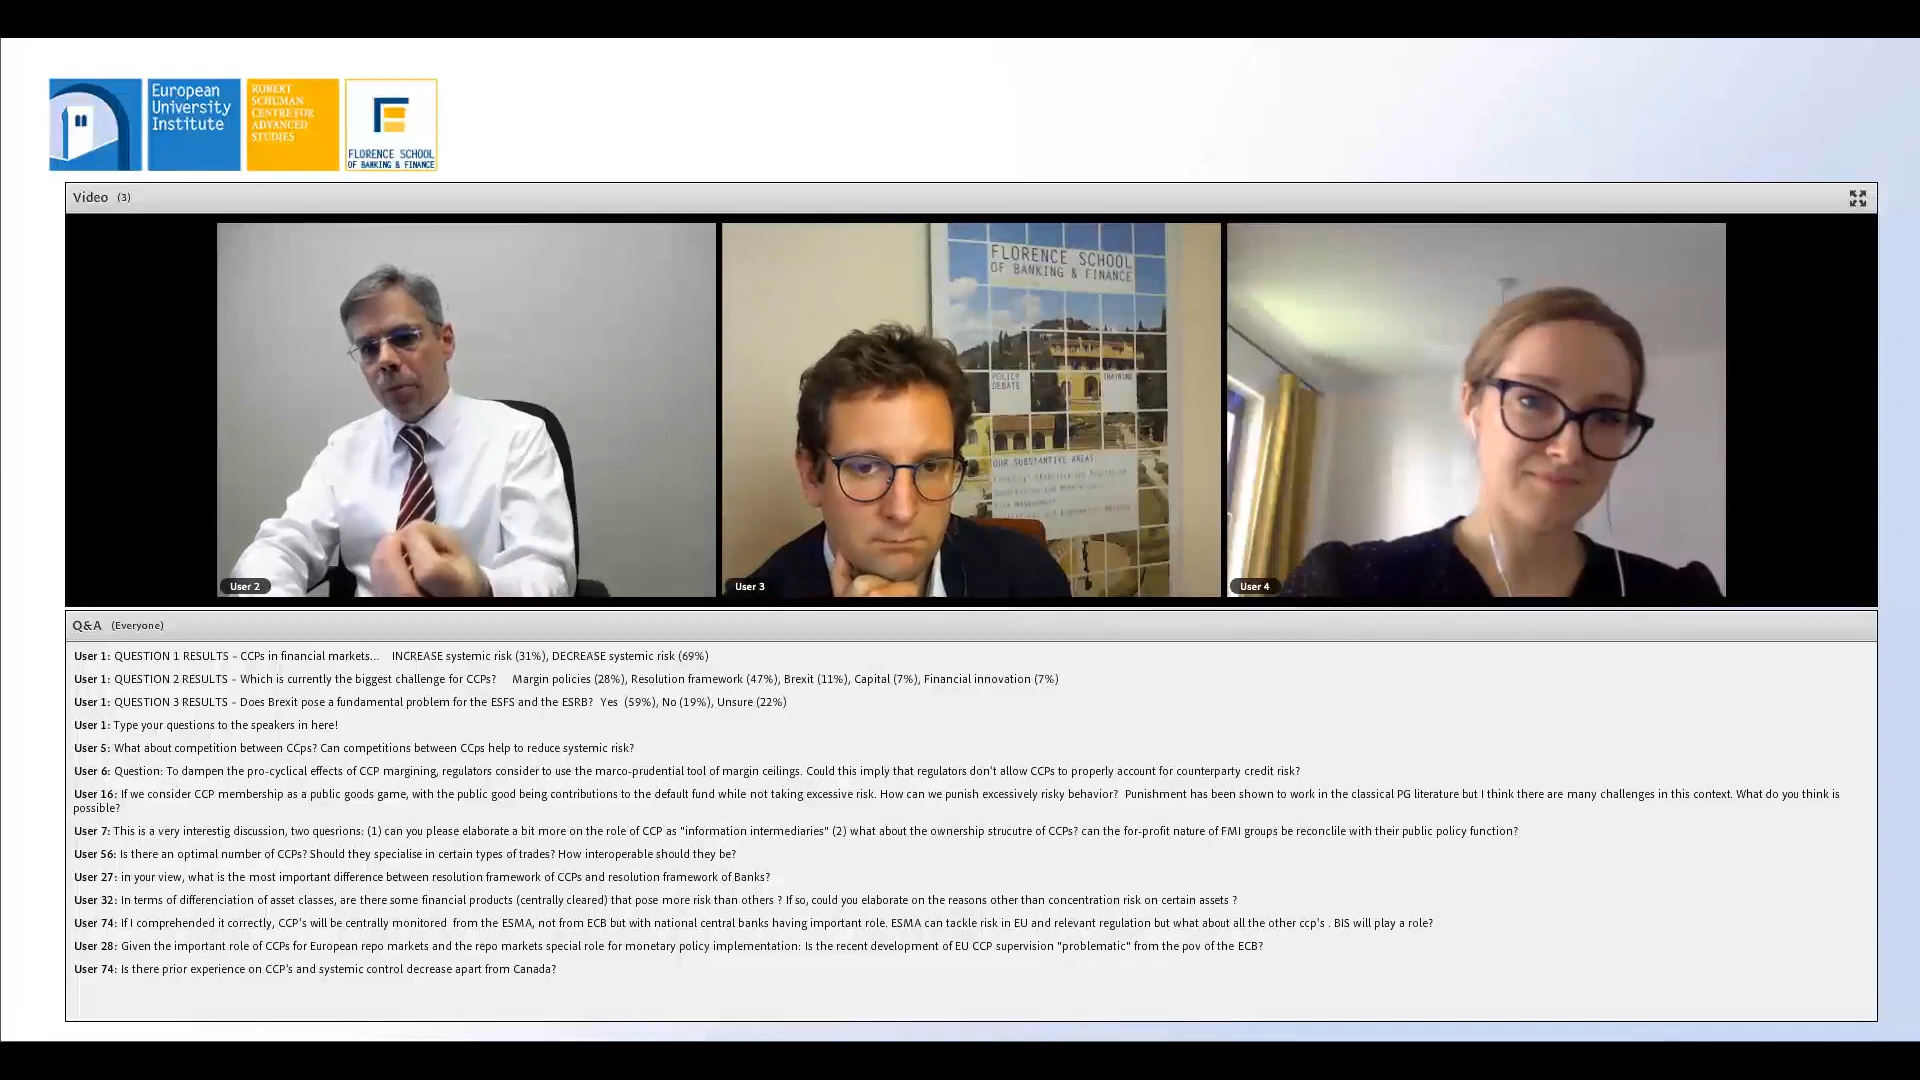 European
University
Institute
ROBERT
SCHUMAN
CENTRE FOR
ADVANCED
STUDIES
FLORENCE SCHOOL
OF BANKING & FINANCE
Video (3)
FLORENCE SCHOOL
OF BANKING & FINANCE
POLICY
DEBATE
TRAINING
OUR SUBSTANTIVE AREAS
User 2
User 3
User 4
Q&A (Everyone)
User 1: QUESTION 1 RESULTS - CCPs in financial markets... INCREASE systemic risk (31%), DECREASE systemic risk (69%)
User 1: QUESTION 2 RESULTS - Which is currently the biggest challenge for CCPs? Margin policies (28%), Resolution framework (47%), Brexit (11%), Capital (7%), Financial innovation (7%)
User 1: QUESTION 3 RESULTS - Does Brexit pose a fundamental problem for the ESFS and the ESRB? Yes (59%), No (19%), Unsure (22%)
User 1: Type your questions to the speakers in here!
User 5: What about competition between CCps? Can competitions between CCps help to reduce systemic risk?
User 6: Question: To dampen the pro-cyclical effects of CCP margining, regulators consider to use the marco-prudential tool of margin ceilings. Could this imply that regulators don't allow CCPs to properly account for counterparty credit risk?
User 16: If we consider CCP membership as a public goods game, with the public good being contributions to the default fund while not taking excessive risk. How can we punish excessively risky behavior? Punishment has been shown to work in the classical PG literature but I think there are many challenges in this context. What do you think is
possible?
User 7: This is a very interestig discussion, two quesrions: (1) can you please elaborate a bit more on the role of CCP as "information intermediaries" (2) what about the ownership strucutre of CCPs? can the for-profit nature of FMI groups be reconclile with their public policy function?
User 56: Is there an optimal number of CCPs? Should they specialise in certain types of trades? How interoperable should they be?
User 27: in your view, what is the most important difference between resolution framework of CCPs and resolution framework of Banks?
User 32: In terms of differenciation of asset classes, are there some financial products (centrally cleared) that pose more risk than others ? If so, could you elaborate on the reasons other than concentration risk on certain assets ?
User 74: If I comprehended it correctly, CCP's will be centrally monitored from the ESMA, not from ECB but with national central banks having important role. ESMA can tackle risk in EU and relevant regulation but what about all the other ccp's . BIS will play a role?
User 28: Given the important role of CCPs for European repo markets and the repo markets special role for monetary policy implementation: Is the recent development of EU CCP supervision "problematic" from the pov of the ECB?
User 74: Is there prior experience on CCP's and systemic control decrease apart from Canada?